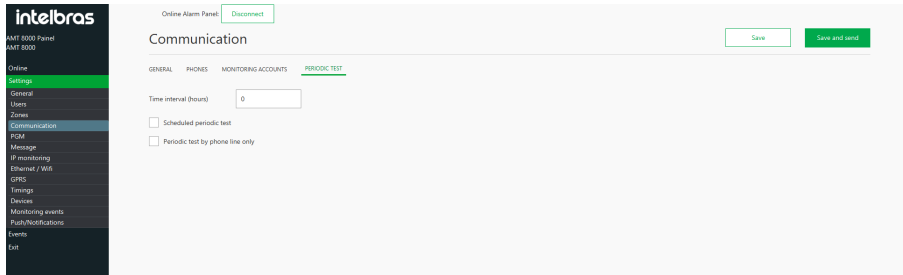 intelbras
AMT 8000 Painel
AMT 8000
Online
Settings
General
Users
Zones
Communication
PGM
Message
IP monitoring
Ethernet / Wifi
GPRS
Timings
Devices
Monitoring events
Push/Notifications
Events
Exit
Online Alarm Panel: Disconnect
Communication
Save
Save and send
GENERAL PHONES MONITORING ACCOUNTS PERIODIC TEST
Time interval (hours) 0
Scheduled periodic test
Periodic test by phone line only